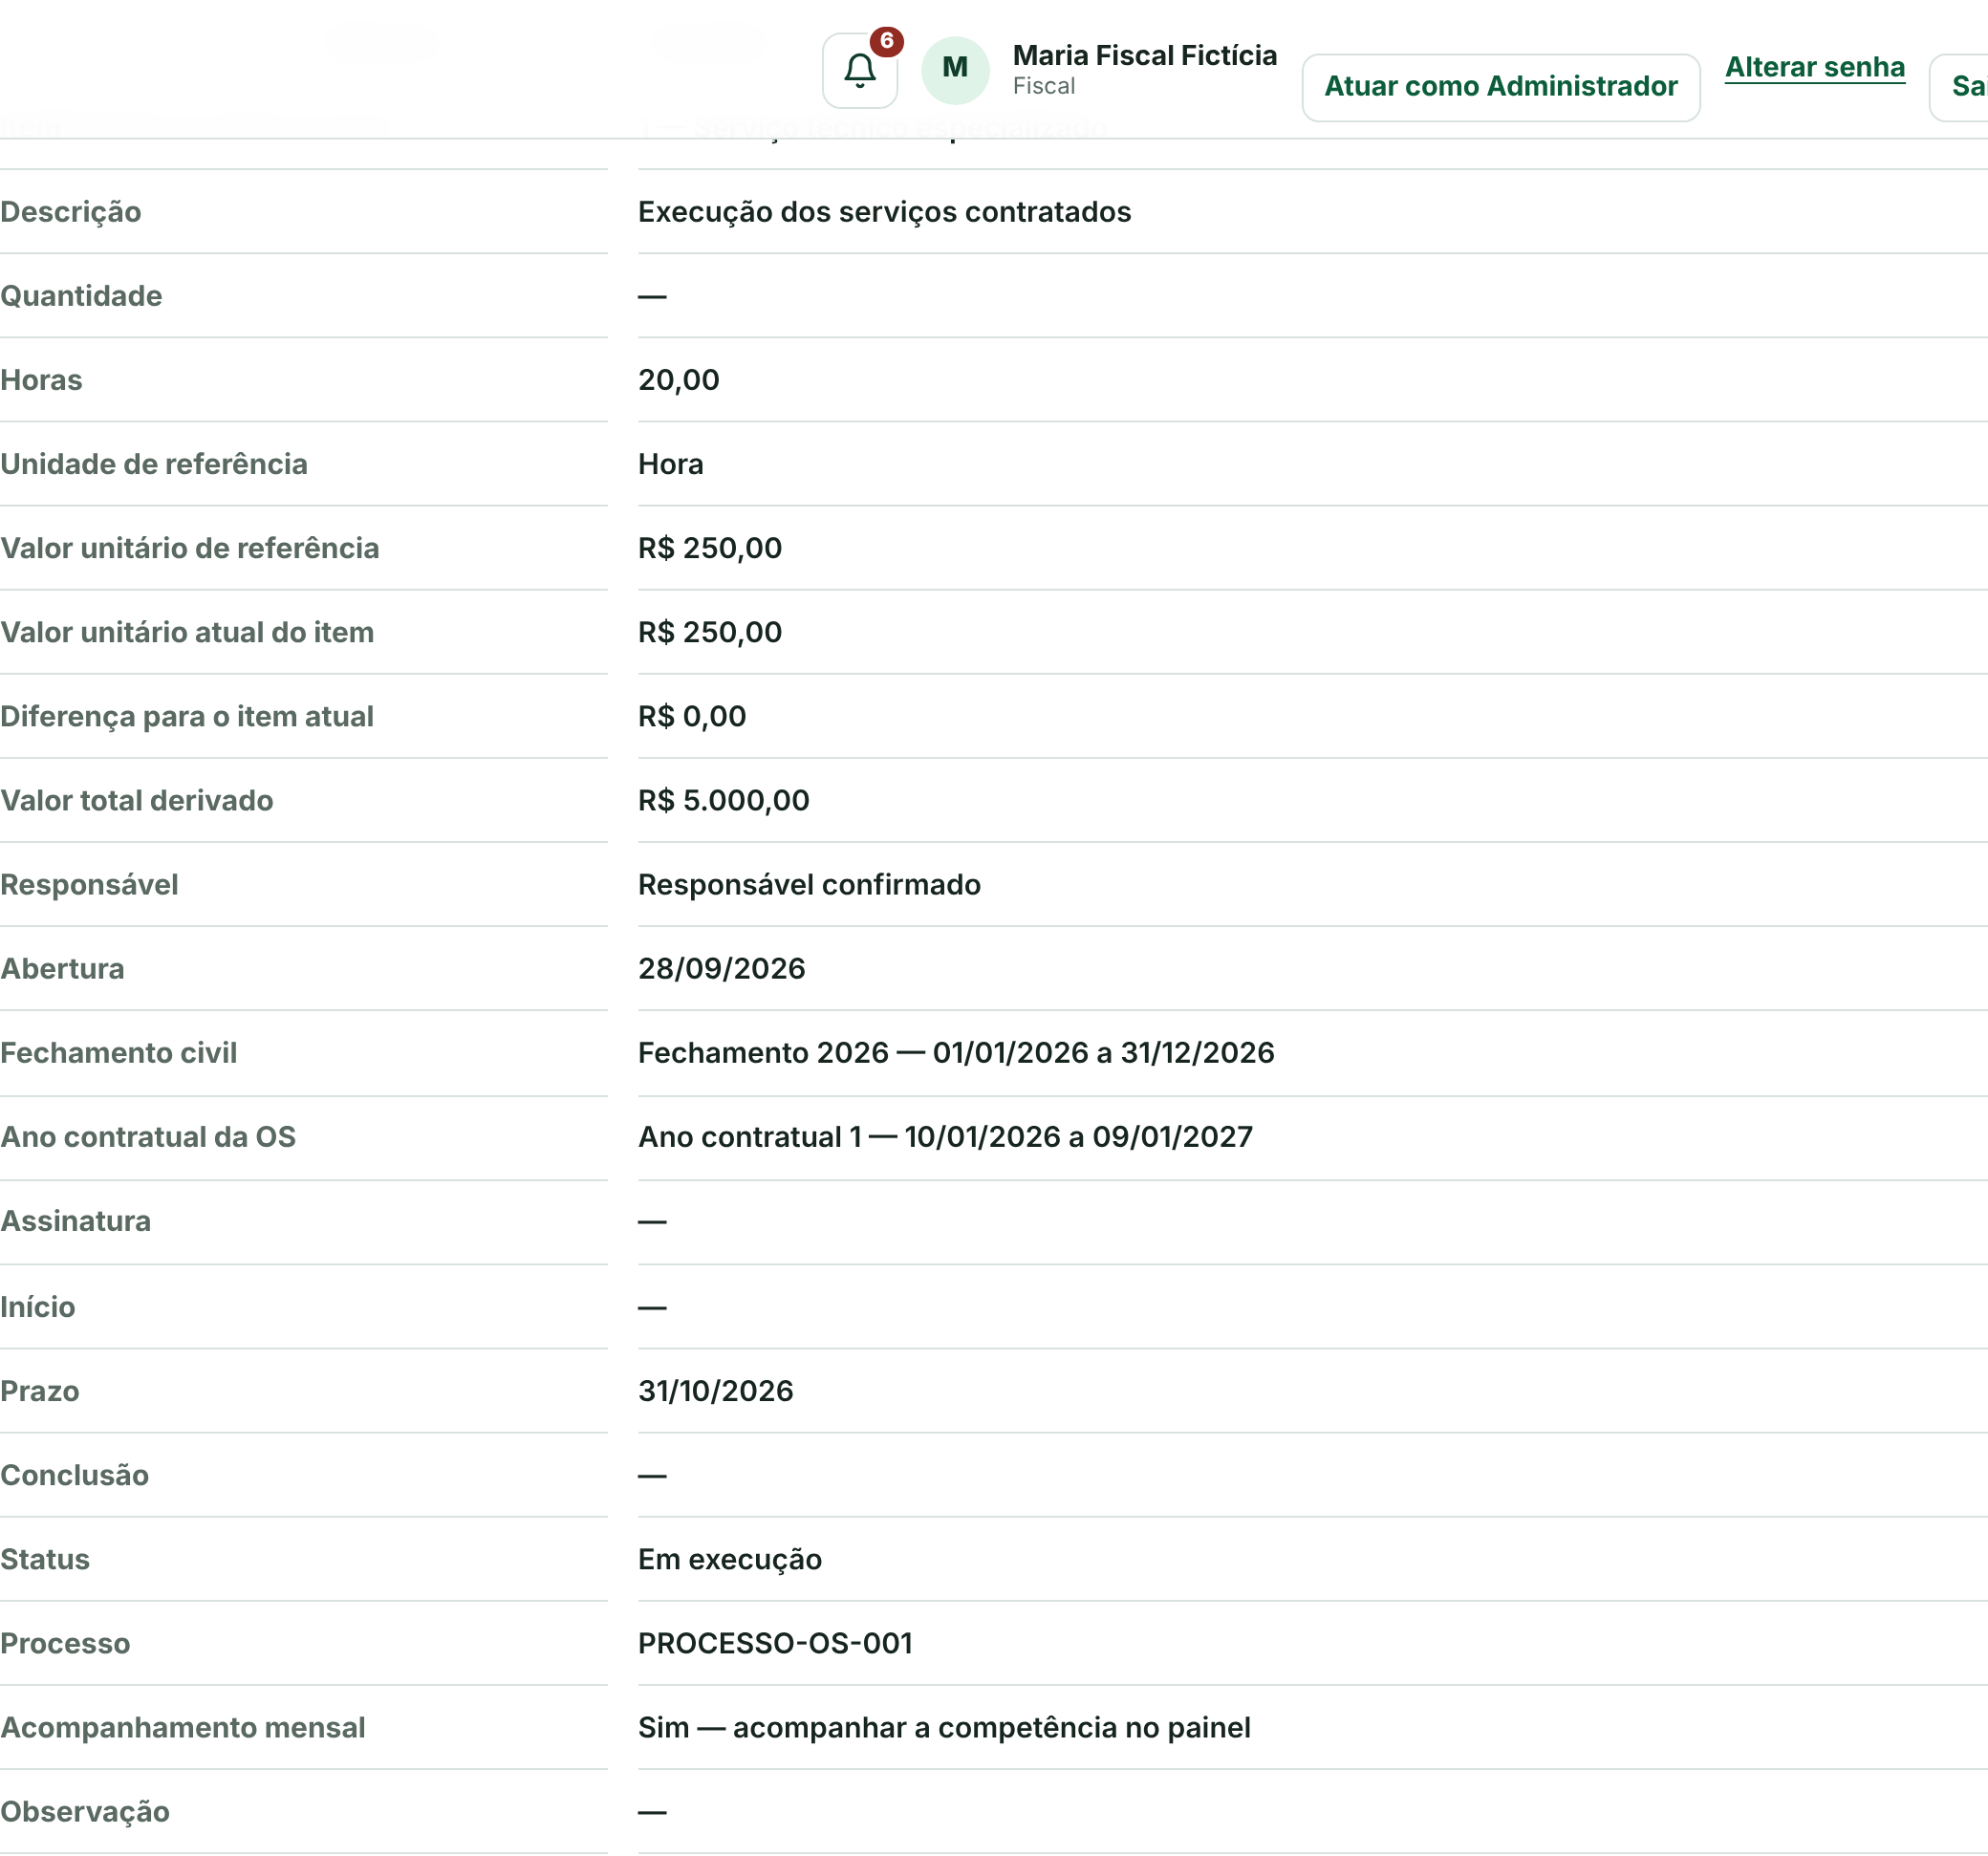 6
M
Maria Fiscal Fictícia
Fiscal
Atuar como Administrador
Alterar senha
Item
1 — Serviço técnico especializado
Descrição
Execução dos serviços contratados
Quantidade
—
Horas
20,00
Unidade de referência
Hora
Valor unitário de referência
R$ 250,00
Valor unitário atual do item
R$ 250,00
Diferença para o item atual
R$ 0,00
Valor total derivado
R$ 5.000,00
Responsável
Responsável confirmado
Abertura
28/09/2026
Fechamento civil
Fechamento 2026 — 01/01/2026 a 31/12/2026
Ano contratual da OS
Ano contratual 1 — 10/01/2026 a 09/01/2027
Assinatura
—
Início
—
Prazo
31/10/2026
Conclusão
—
Status
Em execução
Processo
PROCESSO-OS-001
Acompanhamento mensal
Sim — acompanhar a competência no painel
Observação
—